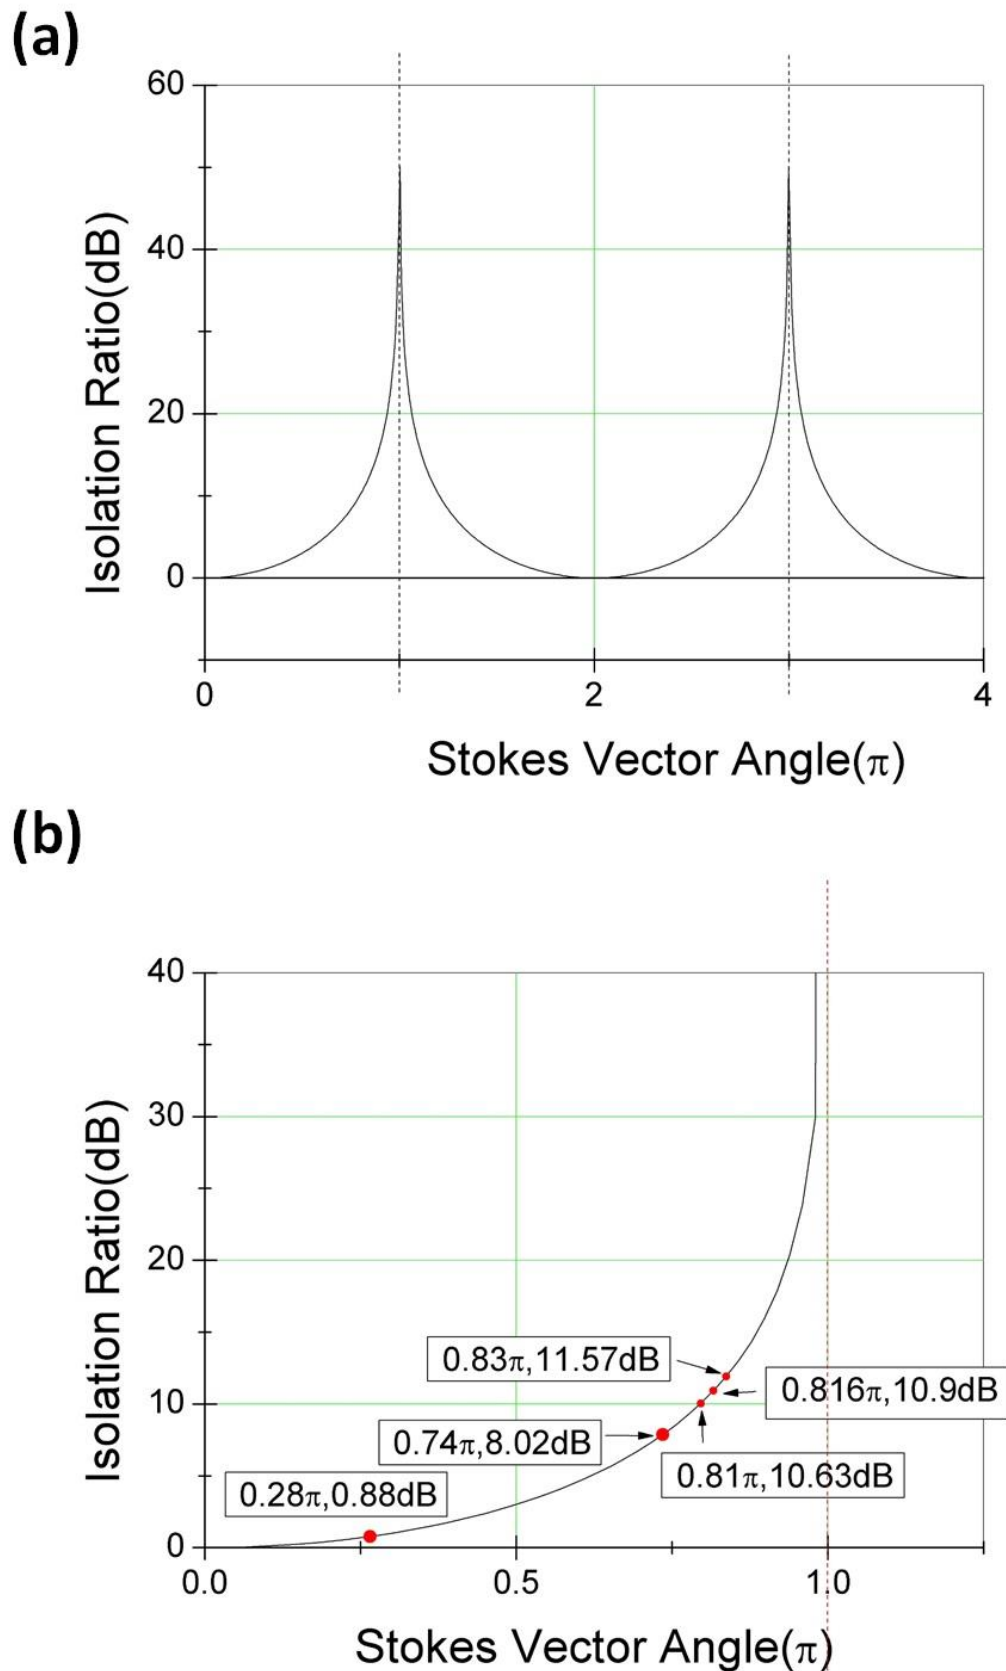 (a)
60
40
20
0
Isolation Ratio(dB)
0 2 4
Stokes Vector Angle(π)
(b)
40
30
20
10
0
Isolation Ratio(dB)
0.83π,11.57dB
0.816π,10.9dB
0.74π,8.02dB
0.81π,10.63dB
0.28π,0.88dB
0.0 0.5 1.0
Stokes Vector Angle(π)